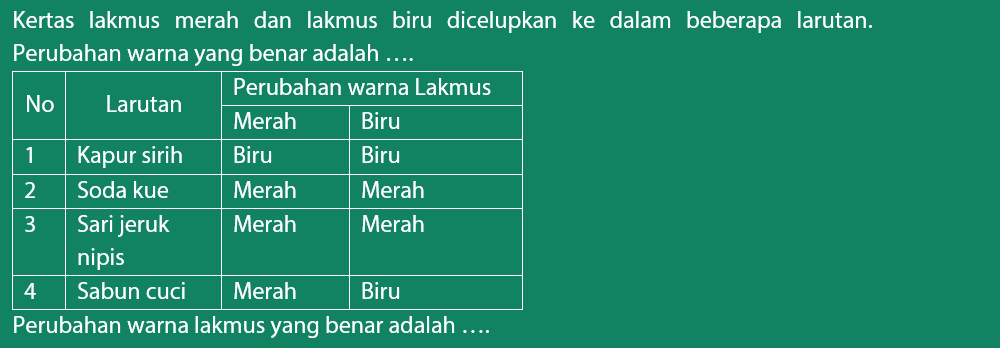 Kertas lakmus merah dan lakmus biru dicelupkan ke dalam beberapa larutan.
Perubahan warna yang benar adalah ….
No Larutan Perubahan warna Lakmus
Merah Biru
1 Kapur sirih Biru Biru
2 Soda kue Merah Merah
3 Sari jeruk Merah Merah
nipis
4 Sabun cuci Merah Biru
Perubahan warna lakmus yang benar adalah ….